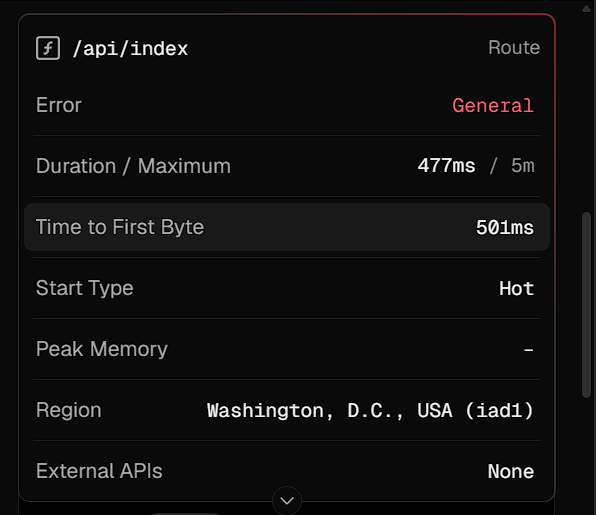 /api/index Route
Error General
Duration / Maximum 477ms / 5m
Time to First Byte 501ms
Start Type Hot
Peak Memory –
Region Washington, D.C., USA (iad1)
External APIs None